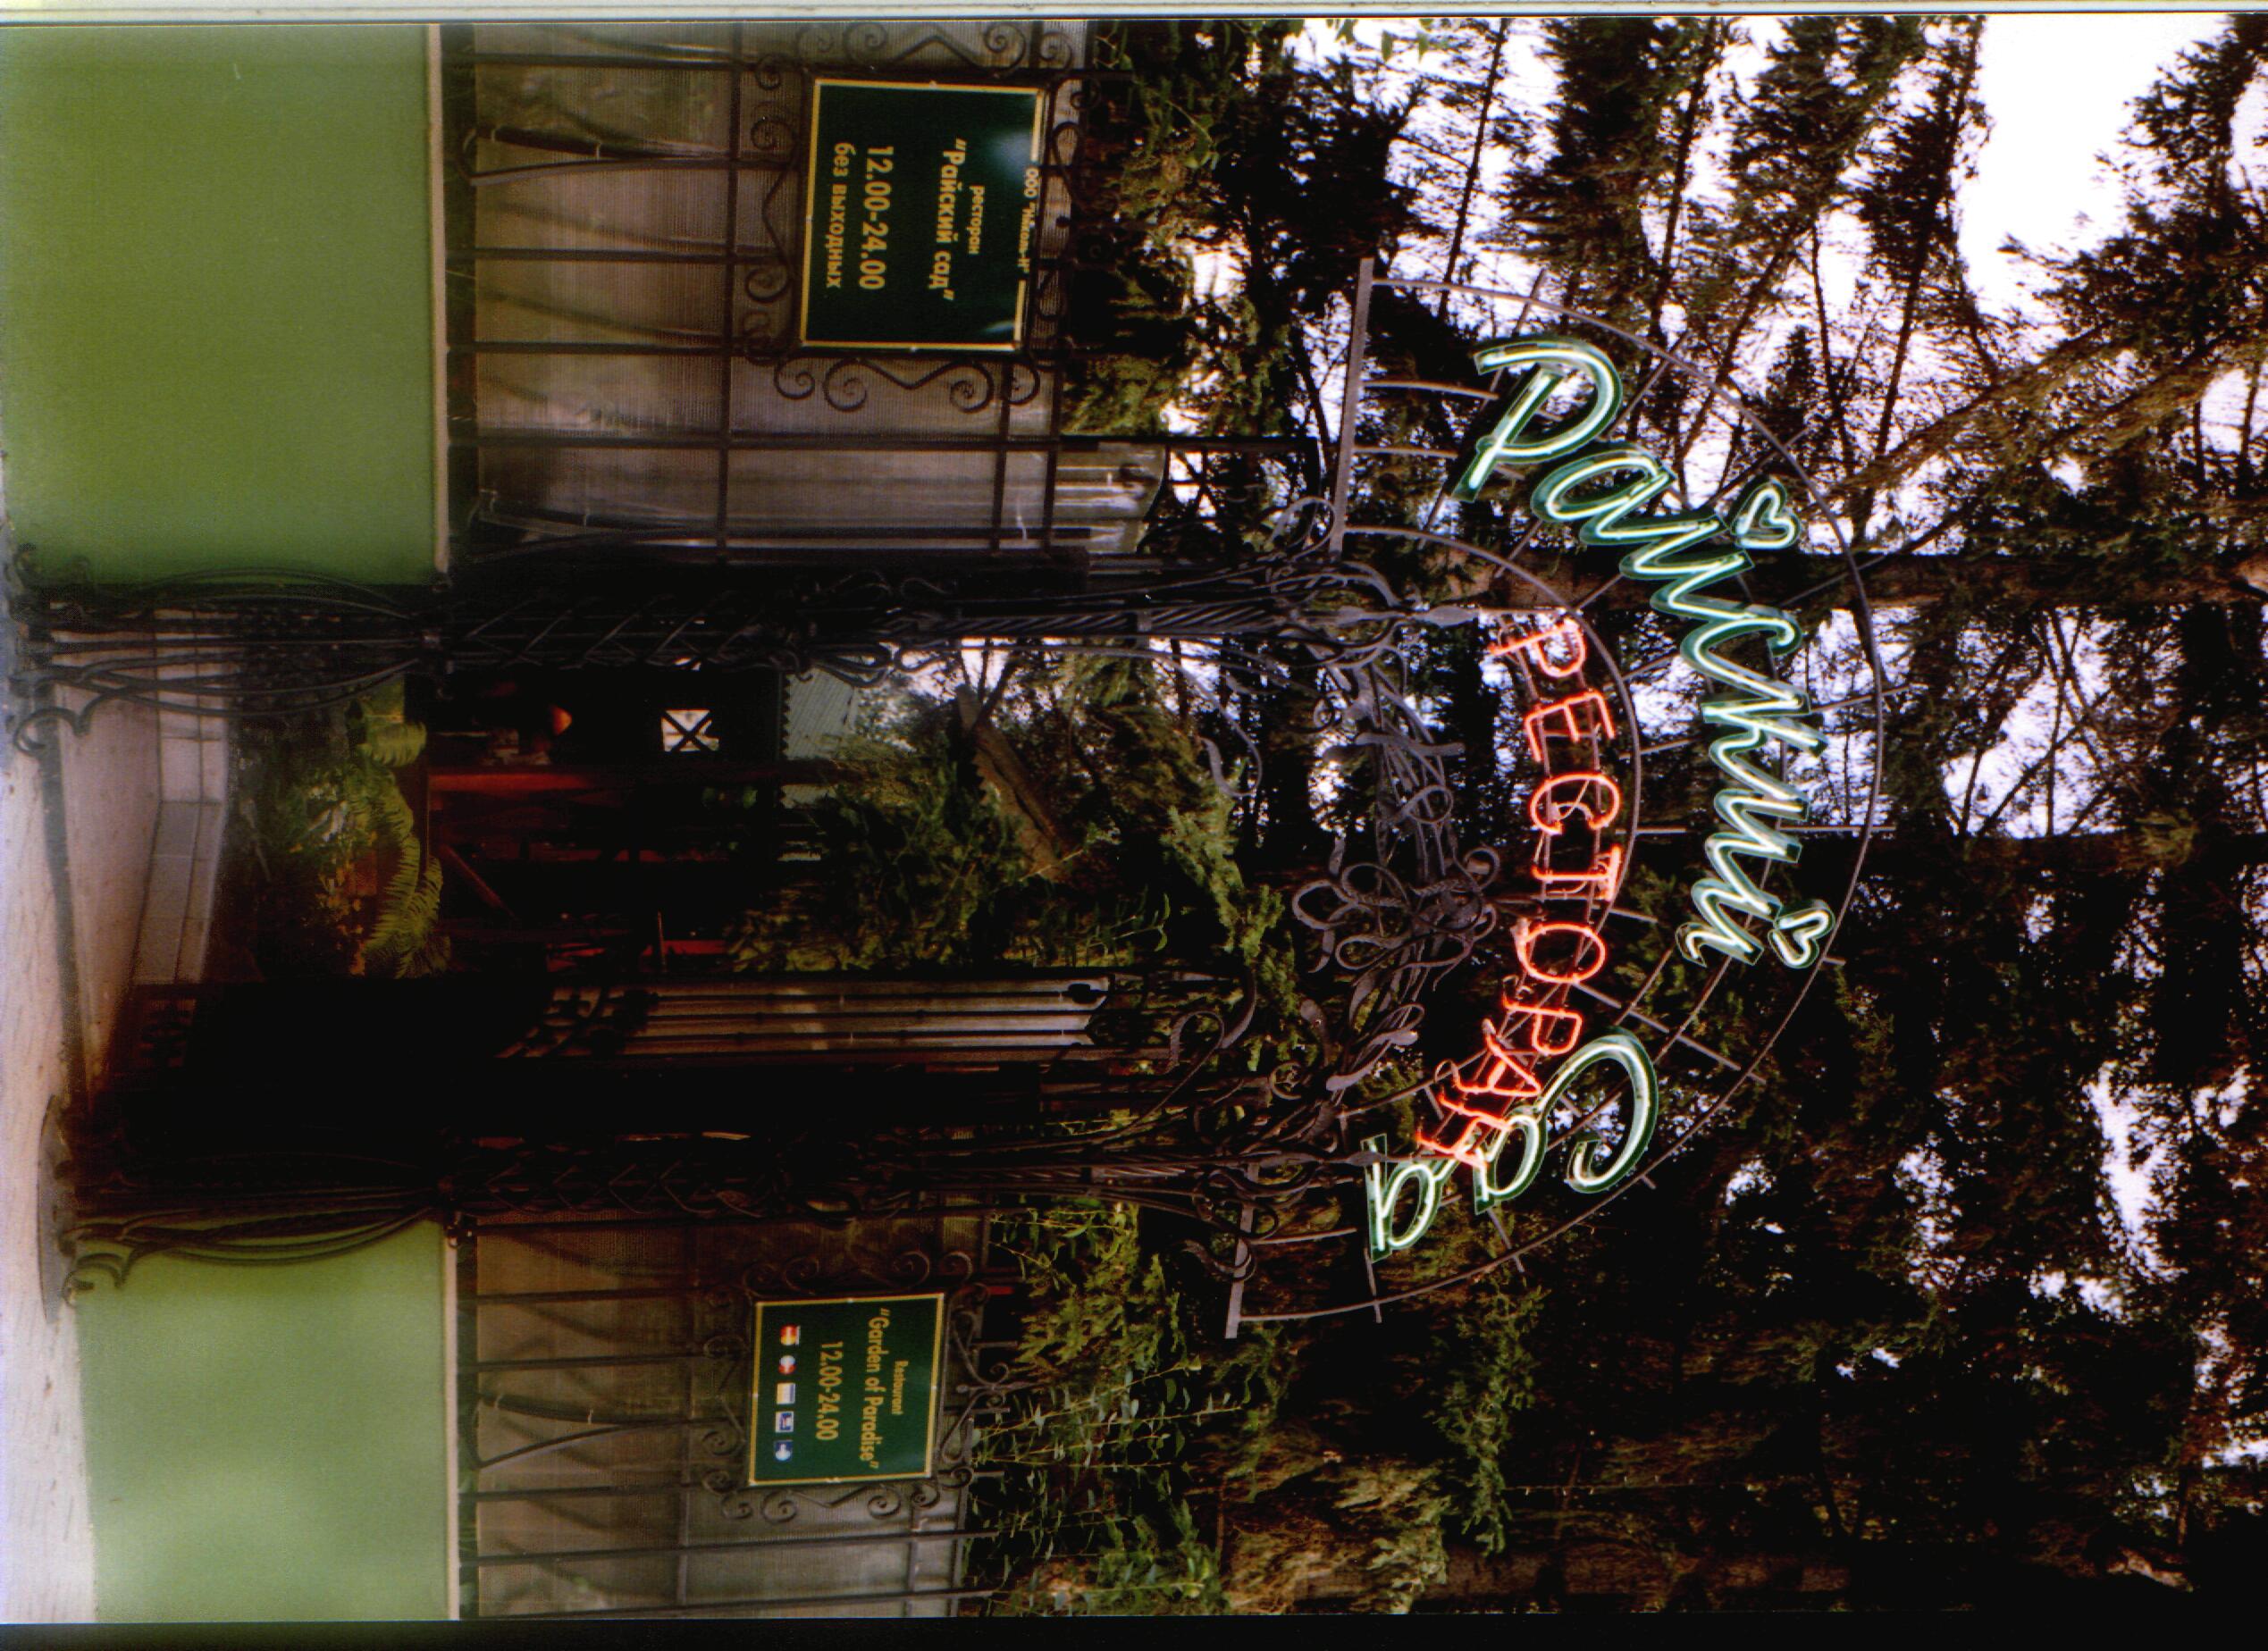 Райский Сад
РЕСТОРАН
ООО
ресторан
"Райский сад"
12.00-24.00
без выходных
Restaurant
"Garden of Paradise"
12.00-24.00